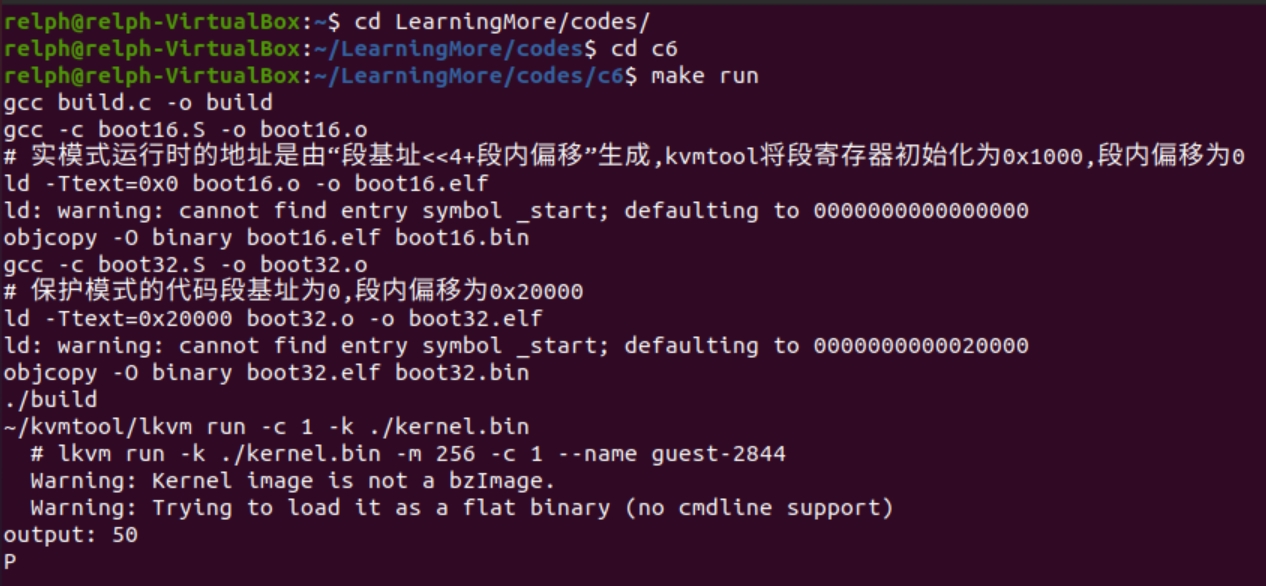 relph@relph-VirtualBox:~$ cd LearningMore/codes/
relph@relph-VirtualBox:~/LearningMore/codes$ cd c6
relph@relph-VirtualBox:~/LearningMore/codes/c6$ make run
gcc build.c -o build
gcc -c boot16.S -o boot16.o
# 实模式运行时的地址是由“段基址<<4+段内偏移”生成,kvmtool将段寄存器初始化为0x1000,段内偏移为0
ld -Ttext=0x0 boot16.o -o boot16.elf
ld: warning: cannot find entry symbol _start; defaulting to 0000000000000000
objcopy -O binary boot16.elf boot16.bin
gcc -c boot32.S -o boot32.o
# 保护模式的代码段基址为0,段内偏移为0x20000
ld -Ttext=0x20000 boot32.o -o boot32.elf
ld: warning: cannot find entry symbol _start; defaulting to 0000000000020000
objcopy -O binary boot32.elf boot32.bin
./build
~/kvmtool/lkvm run -c 1 -k ./kernel.bin
  # lkvm run -k ./kernel.bin -m 256 -c 1 --name guest-2844
  Warning: Kernel image is not a bzImage.
  Warning: Trying to load it as a flat binary (no cmdline support)
output: 50
P